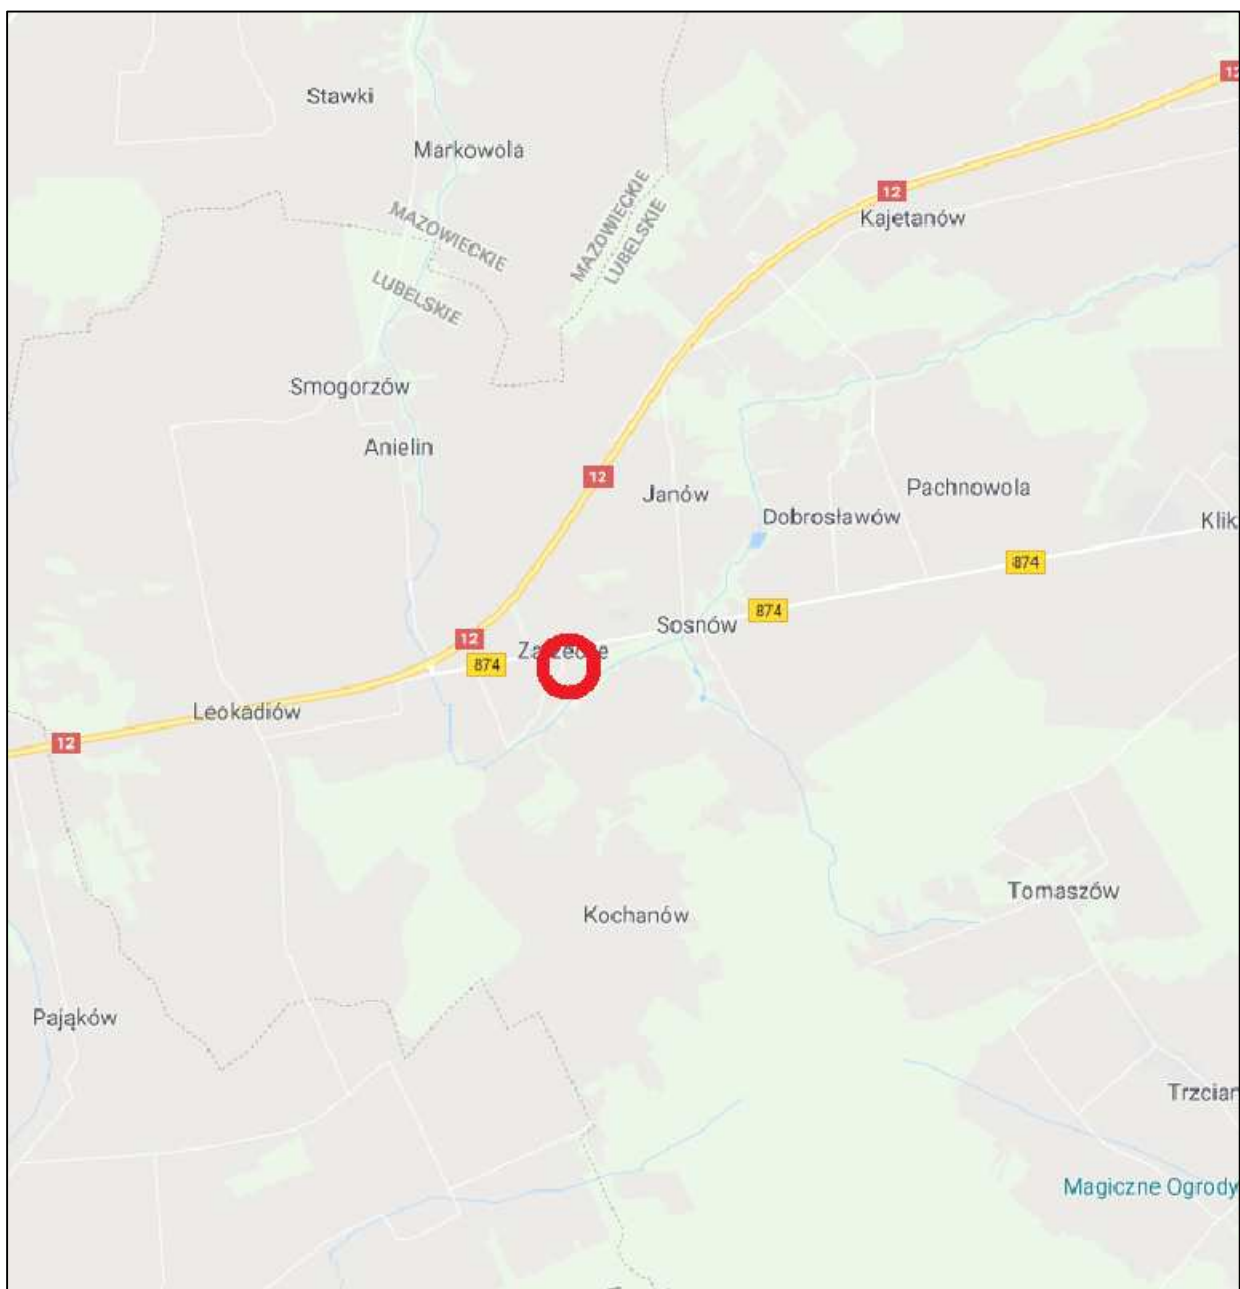 12
Stawki
Markowola
12
MAZOWIECKIE
LUBELSKIE
Kajetanów
MAZOWIECKIE
LUBELSKIE
Smogorzów
Anielin
12
Janów
Pachnowola
Dobrosławów
Klik
874
874
Sosnów
12
Zarzecze
874
Leokadiów
12
Tomaszów
Kochanów
Pająków
Trzcian
Magiczne Ogrody